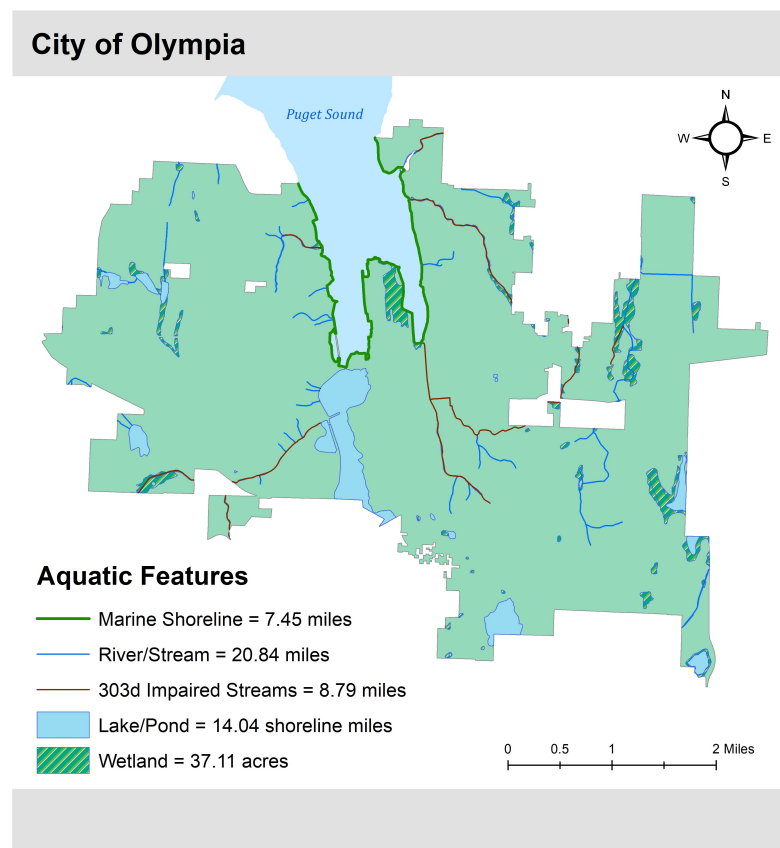 City of Olympia
Puget Sound
N
W E
S
Aquatic Features
Marine Shoreline = 7.45 miles
River/Stream = 20.84 miles
303d Impaired Streams = 8.79 miles
Lake/Pond = 14.04 shoreline miles
Wetland = 37.11 acres
0 0.5 1 2 Miles